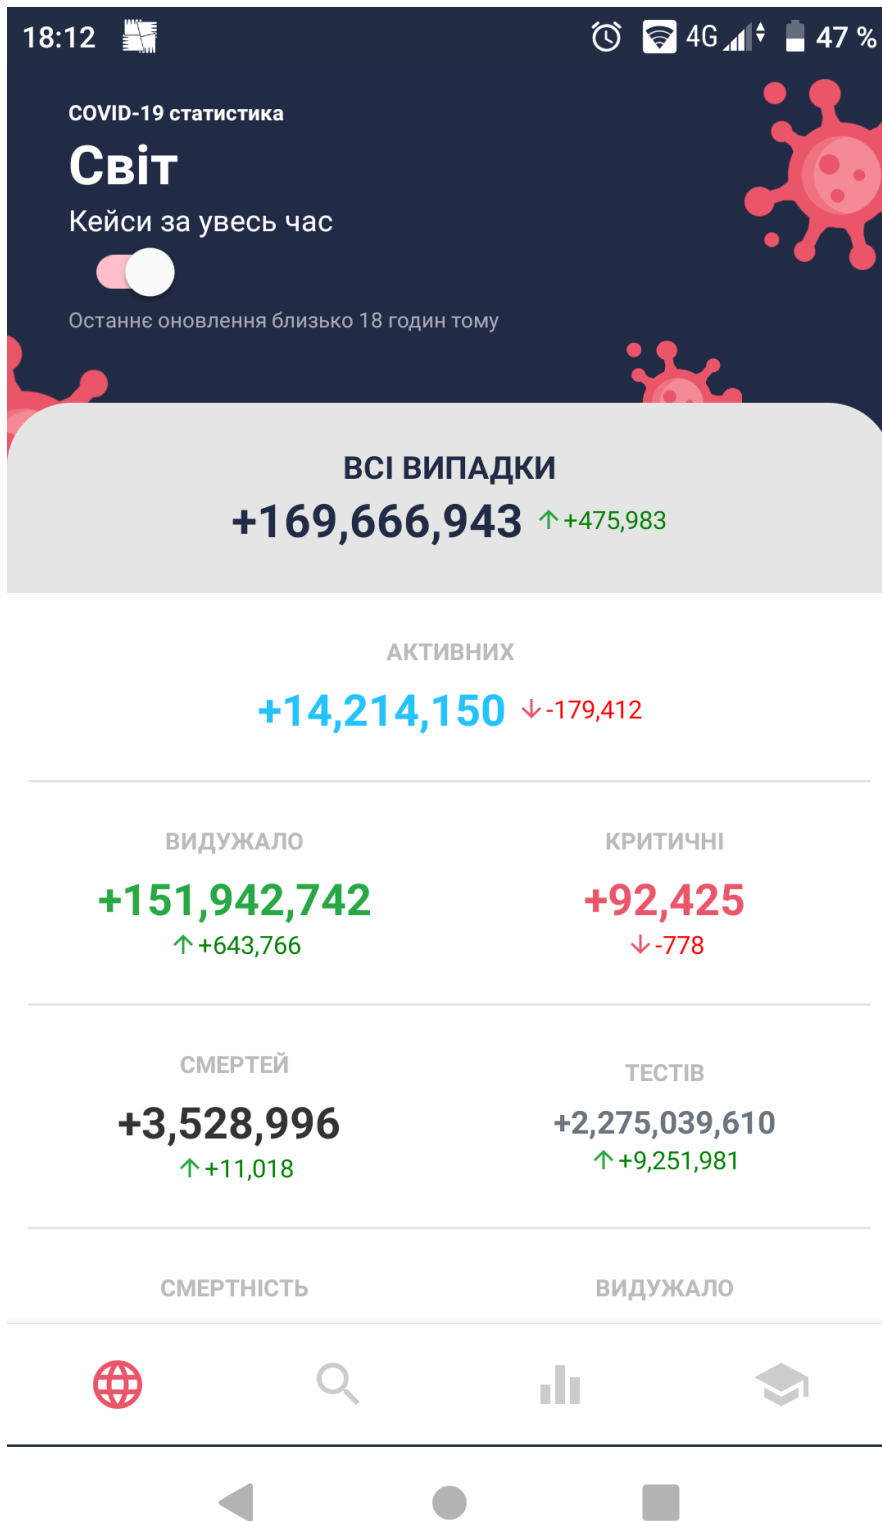 18:12 4G 47 %
COVID-19 статистика
Світ
Кейси за увесь час
Останнє оновлення близько 18 годин тому
ВСІ ВИПАДКИ
+169,666,943 +475,983
АКТИВНИХ
+14,214,150 -179,412
ВИДУЖАЛО
+151,942,742
+643,766
КРИТИЧНІ
+92,425
-778
СМЕРТЕЙ
+3,528,996
+11,018
ТЕСТІВ
+2,275,039,610
+9,251,981
СМЕРТНІСТЬ
ВИДУЖАЛО